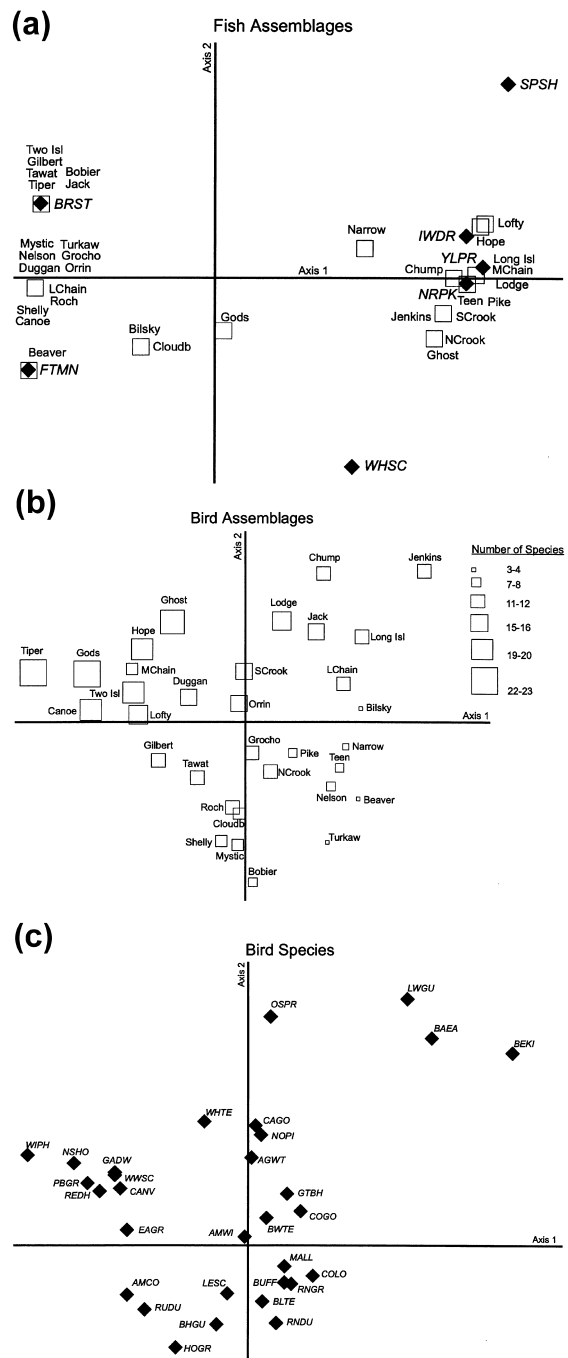 (a)
Fish Assemblages
Axis 2
SPSH
Two Isl
Gilbert
Tawat Bobier
Tiper Jack
BRST
Narrow
IWDR
Lofty
Hope
Mystic Turkaw
Nelson Grocho
Duggan Orrin
Axis 1
YLPR Long Isl
Chump MChain
LChain
Roch
NRPK Lodge
Teen Pike
Shelly
Canoe
Gods
Jenkins SCrook
Bilsky
Cloudb
NCrook
Ghost
Beaver
FTMN
WHSC
(b)
Bird Assemblages
Axis 2
Number of Species
3-4
7-8
11-12
15-16
19-20
22-23
Chump
Jenkins
Ghost
Lodge
Jack
Hope
Long Isl
Tiper
Gods
MChain
SCrook
LChain
Duggan
Two Isl
Orrin
Bilsky
Canoe
Lofty
Axis 1
Grocho
Pike
Narrow
Gilbert
Teen
Tawat
NCrook
Nelson
Beaver
Roch
Cloudb
Shelly
Mystic
Turkaw
Bobier
(c)
Bird Species
Axis 2
LWGU
OSPR
BAEA
BEKI
WHTE
CAGO
NOPI
WIPH
NSHO
GADW
AGWT
PBGR
WWSC
REDH
CANV
GTBH
COGO
EAGR
AMWI
BWTE
Axis 1
MALL
COLO
AMCO
LESC
BUFF
RNGR
RUDU
BLTE
BHGU
RNDU
HOGR